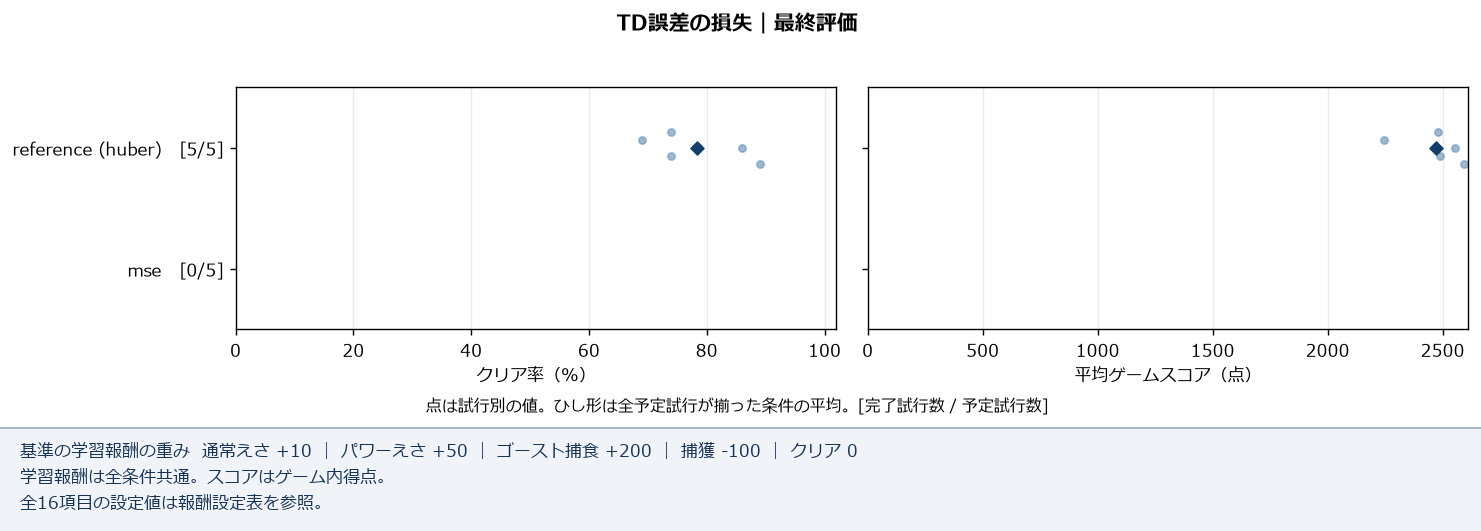 TD誤差の損失｜最終評価
reference (huber) [5/5]
mse [0/5]
0 20 40 60 80 100
クリア率（%）
0 500 1000 1500 2000 2500
平均ゲームスコア（点）
点は試行別の値。ひし形は全予定試行が揃った条件の平均。[完了試行数 / 予定試行数]
基準の学習報酬の重み 通常えさ +10 ｜ パワーえさ +50 ｜ ゴースト捕食 +200 ｜ 捕獲 -100 ｜ クリア 0
学習報酬は全条件共通。スコアはゲーム内得点。
全16項目の設定値は報酬設定表を参照。